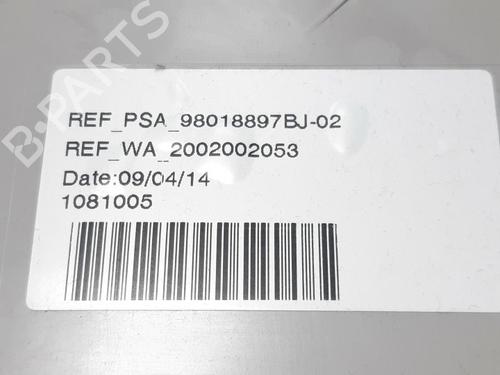 REF_PSA_98018897BJ-02
REF_WA_2002002053
Date:09/04/14
1081005
B-PARTS